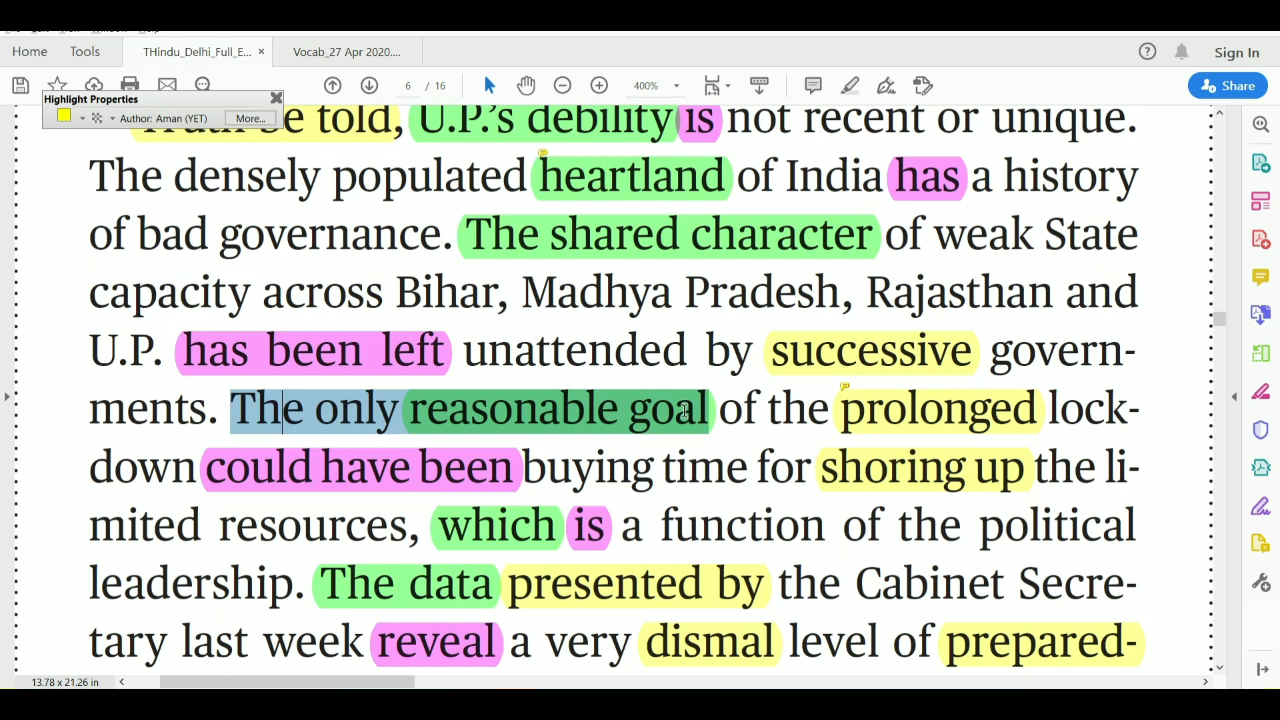 Home Tools THindu_Delhi_Full_E... × Vocab_27 Apr 2020.... Sign In
6 / 16 400% Share
Highlight Properties
Author: Aman (YET) More...
Truth be told, U.P.'s debility is not recent or unique.
The densely populated heartland of India has a history
of bad governance. The shared character of weak State
capacity across Bihar, Madhya Pradesh, Rajasthan and
U.P. has been left unattended by successive govern-
ments. The only reasonable goal of the prolonged lock-
down could have been buying time for shoring up the li-
mited resources, which is a function of the political
leadership. The data presented by the Cabinet Secre-
tary last week reveal a very dismal level of prepared-
13.78 x 21.26 in